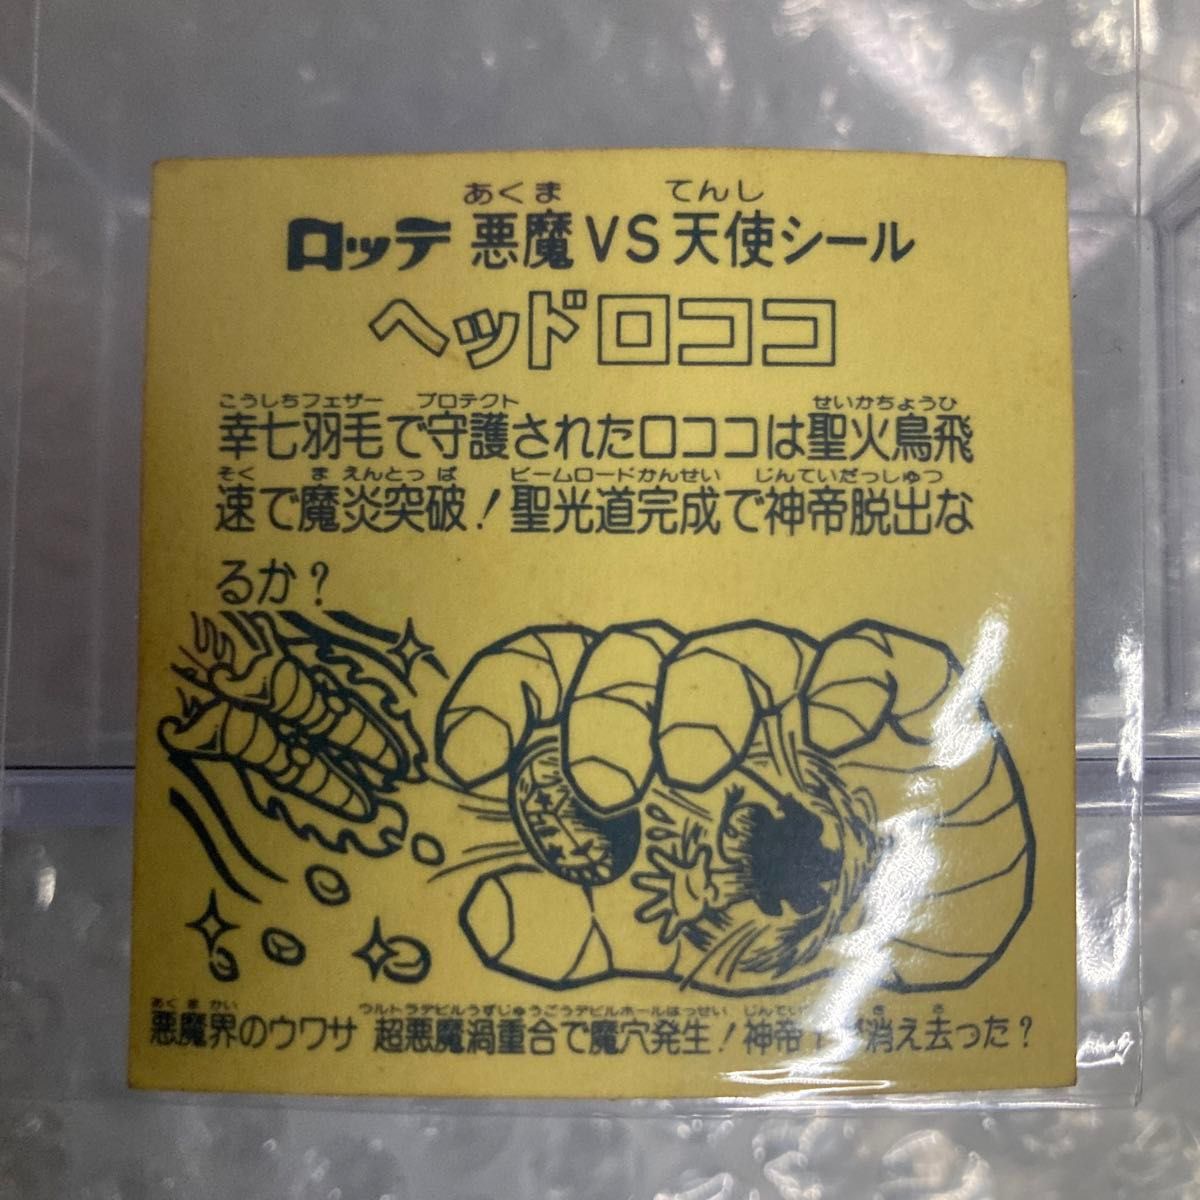 あくま てんし
ロッテ 悪魔VS天使シール
ヘッドロココ
こうしちフェザー プロテクト せいかちょうひ
幸七羽毛で守護されたロココは聖火鳥飛
そく ま えんとっぱ ビームロードかんせい じんていだっしゅつ
速で魔炎突破!聖光道完成で神帝脱出な
るか?
あくまかい ウルトラデビルうずじゅうごうデビルホールはっせい じんてい き さ
悪魔界のウワサ 超悪魔渦重合で魔穴発生!神帝 消え去った?